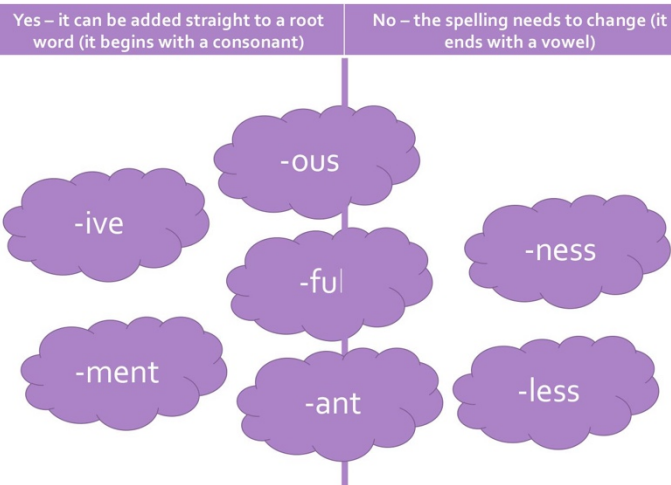 Yes – it can be added straight to a root
word (it begins with a consonant)
No – the spelling needs to change (it
ends with a vowel)
-ous
-ive
-ness
-ful
-ment
-ant
-less